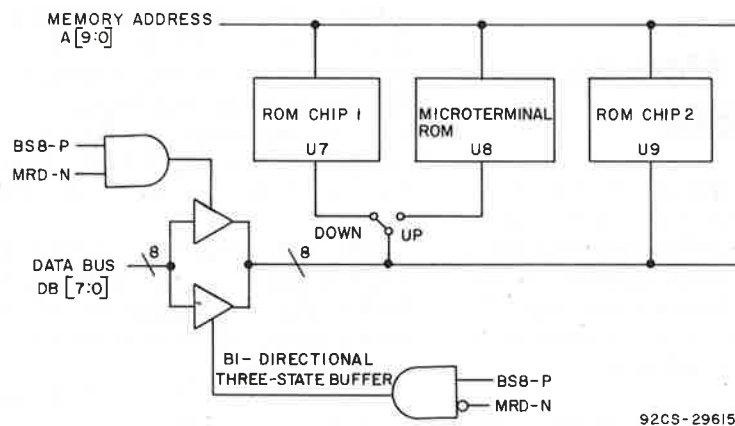 MEMORY ADDRESS
A [9:0]
ROM CHIP 1
U7
MICROTERMINAL
ROM
U8
ROM CHIP 2
U9
BS8-P
MRD-N
DOWN
UP
8
8
DATA BUS
DB [7:0]
BI-DIRECTIONAL
THREE-STATE BUFFER
BS8-P
MRD-N
92CS-29615